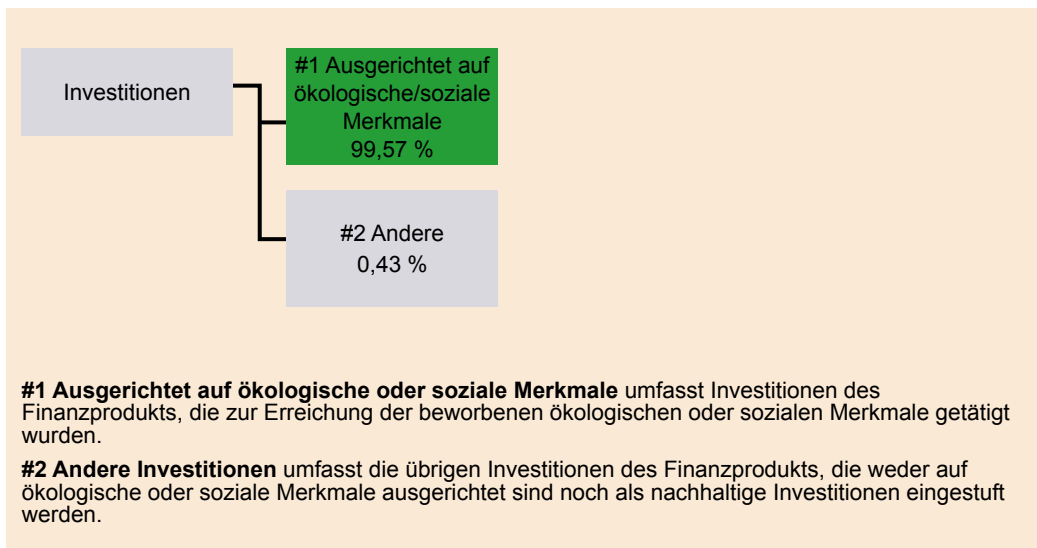 Investitionen
#1 Ausgerichtet auf
ökologische/soziale
Merkmale
99,57 %
#2 Andere
0,43 %
#1 Ausgerichtet auf ökologische oder soziale Merkmale umfasst Investitionen des
Finanzprodukts, die zur Erreichung der beworbenen ökologischen oder sozialen Merkmale getätigt
wurden.
#2 Andere Investitionen umfasst die übrigen Investitionen des Finanzprodukts, die weder auf
ökologische oder soziale Merkmale ausgerichtet sind noch als nachhaltige Investitionen eingestuft
werden.